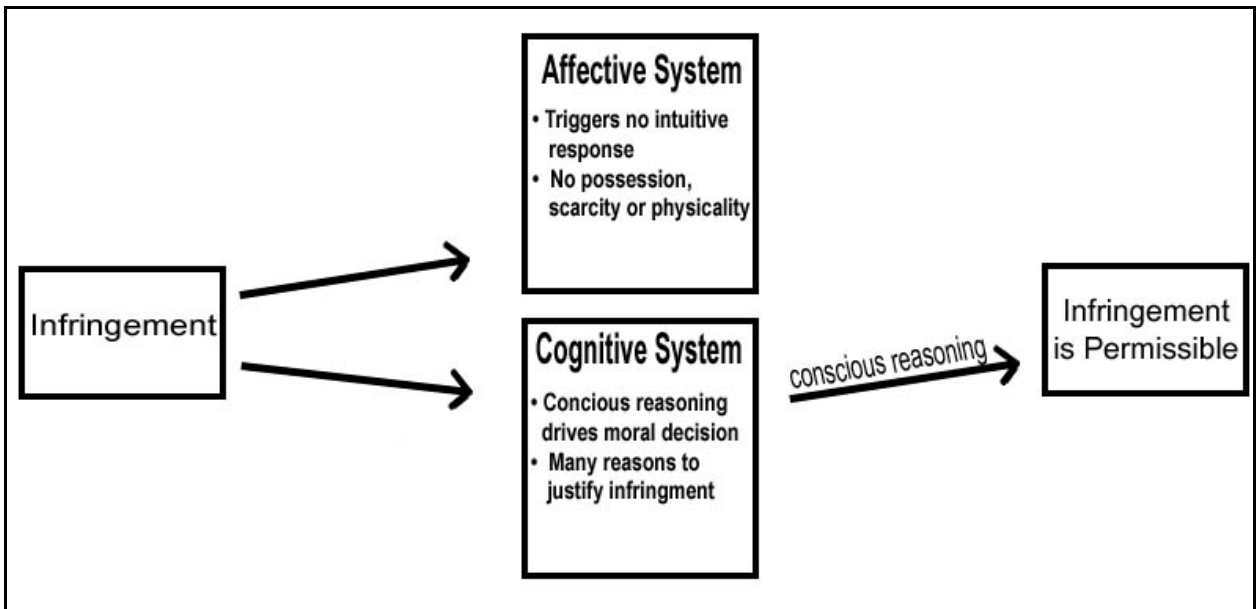 Affective System
• Triggers no intuitive
response
• No possession,
scarcity or physicality
Infringement
Cognitive System
• Concious reasoning
drives moral decision
• Many reasons to
justify infringment
conscious reasoning
Infringement
is Permissible